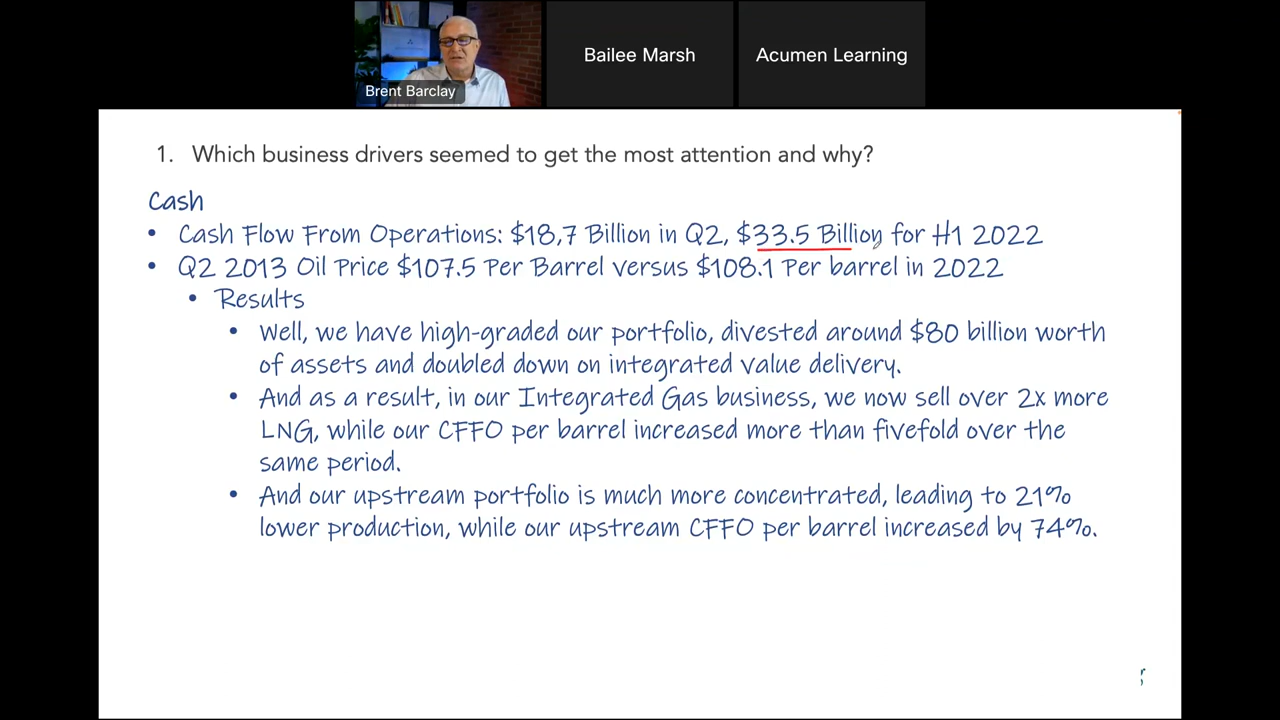 Brent Barclay
Bailee Marsh
Acumen Learning
1. Which business drivers seemed to get the most attention and why?
Cash
• Cash Flow From Operations: $18,7 Billion in Q2, $33.5 Billion for H1 2022
• Q2 2013 Oil Price $107.5 Per Barrel versus $108.1 Per barrel in 2022
• Results
• Well, we have high-graded our portfolio, divested around $80 billion worth
of assets and doubled down on integrated value delivery.
• And as a result, in our Integrated Gas business, we now sell over 2x more
LNG, while our CFFO per barrel increased more than fivefold over the
same period.
• And our upstream portfolio is much more concentrated, leading to 21%
lower production, while our upstream CFFO per barrel increased by 74%.